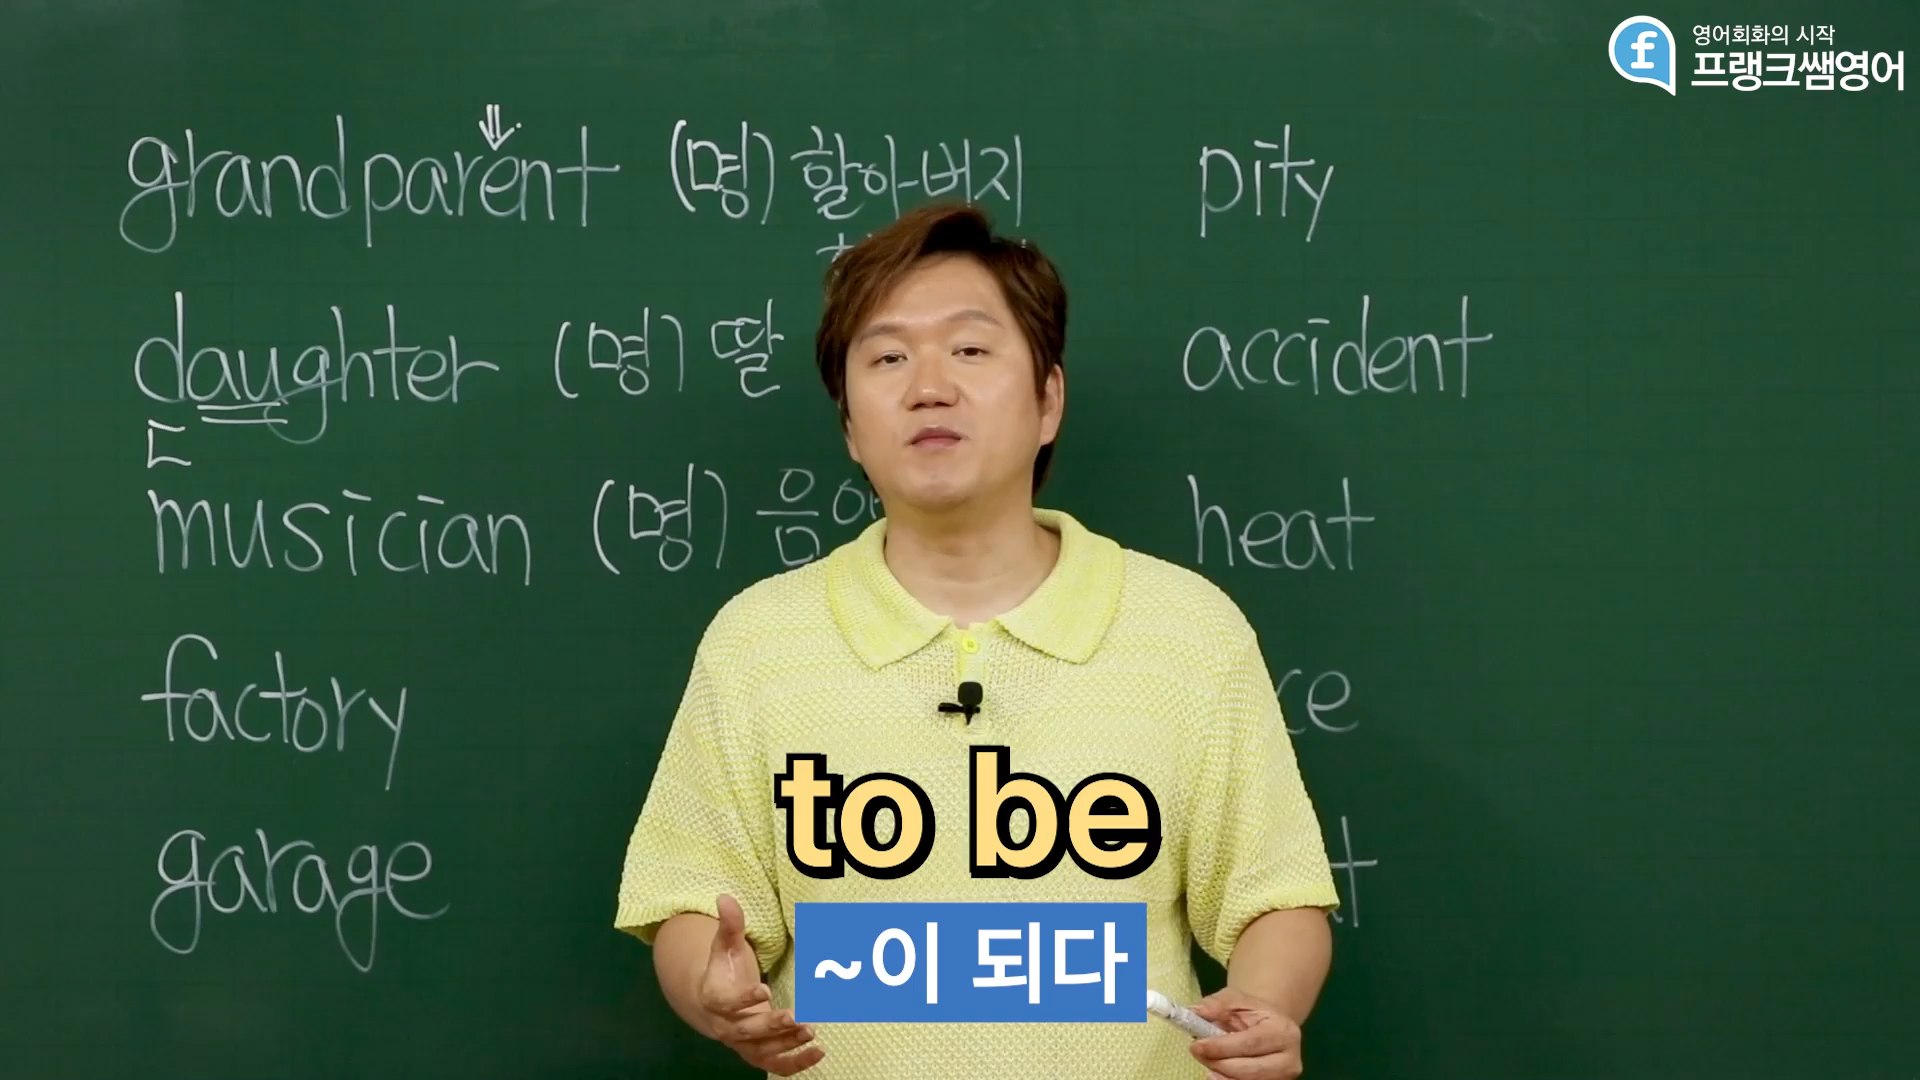 영어회화의 시작
프랭크쌤영어
grandparent (명) 할아버지
pity
daughter (명) 딸
accident
ㄷ
musician (명) 음
heat
factory
garage
to be
~이 되다